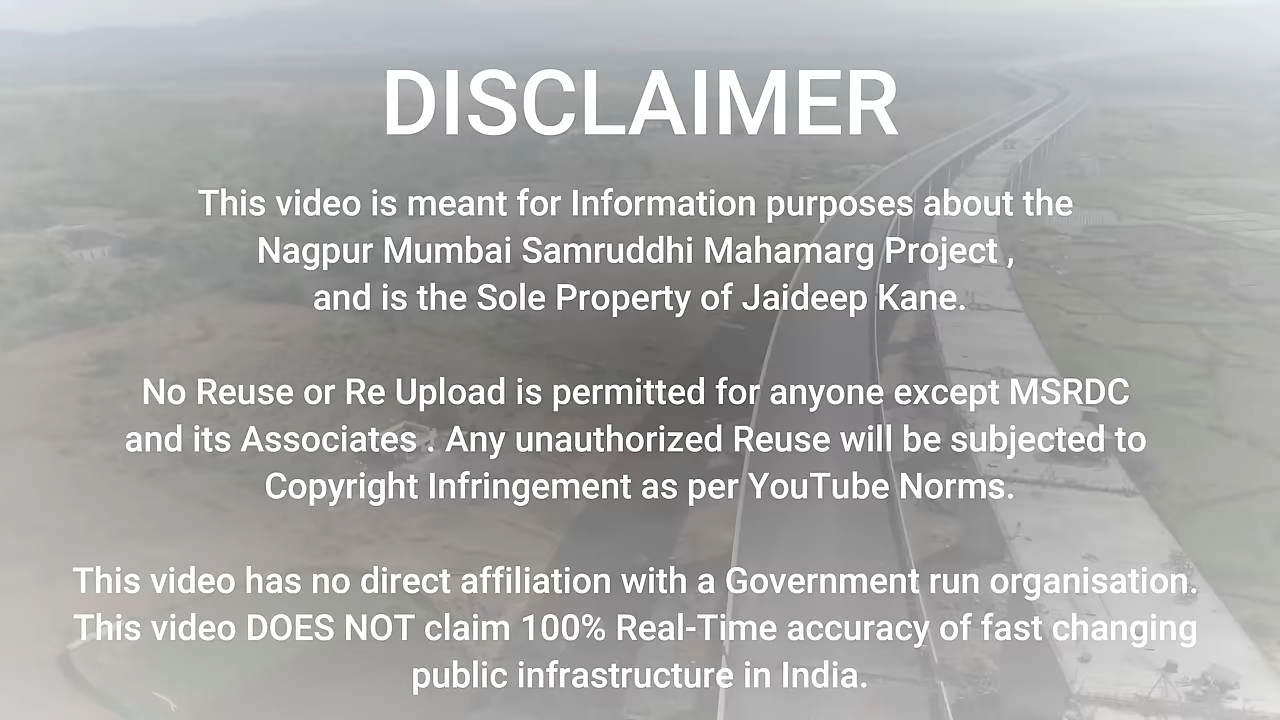 DISCLAIMER
This video is meant for Information purposes about the
Nagpur Mumbai Samruddhi Mahamarg Project ,
and is the Sole Property of Jaideep Kane.
No Reuse or Re Upload is permitted for anyone except MSRDC
and its Associates . Any unauthorized Reuse will be subjected to
Copyright Infringement as per YouTube Norms.
This video has no direct affiliation with a Government run organisation.
This video DOES NOT claim 100% Real-Time accuracy of fast changing
public infrastructure in India.